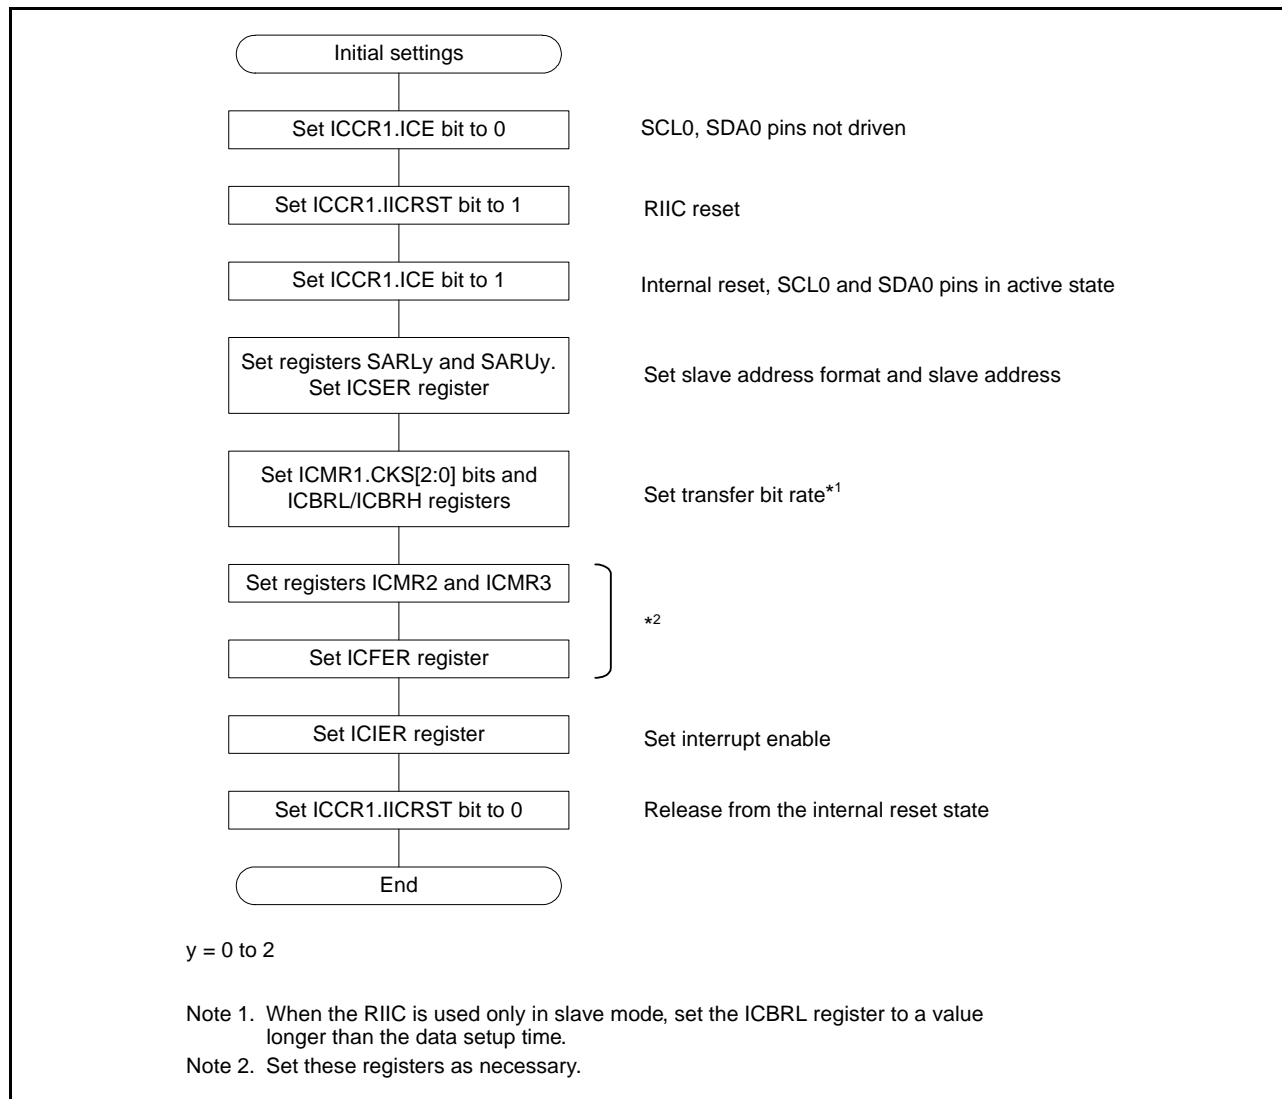 Initial settings
Set ICCR1.ICE bit to 0
SCL0, SDA0 pins not driven
Set ICCR1.IICRST bit to 1
RIIC reset
Set ICCR1.ICE bit to 1
Internal reset, SCL0 and SDA0 pins in active state
Set registers SARLy and SARUy.
Set ICSER register
Set slave address format and slave address
Set ICMR1.CKS[2:0] bits and
ICBRL/ICBRH registers
Set transfer bit rate*1
Set registers ICMR2 and ICMR3
*2
Set ICFER register
Set ICIER register
Set interrupt enable
Set ICCR1.IICRST bit to 0
Release from the internal reset state
End
y = 0 to 2
Note 1. When the RIIC is used only in slave mode, set the ICBRL register to a value
longer than the data setup time.
Note 2. Set these registers as necessary.